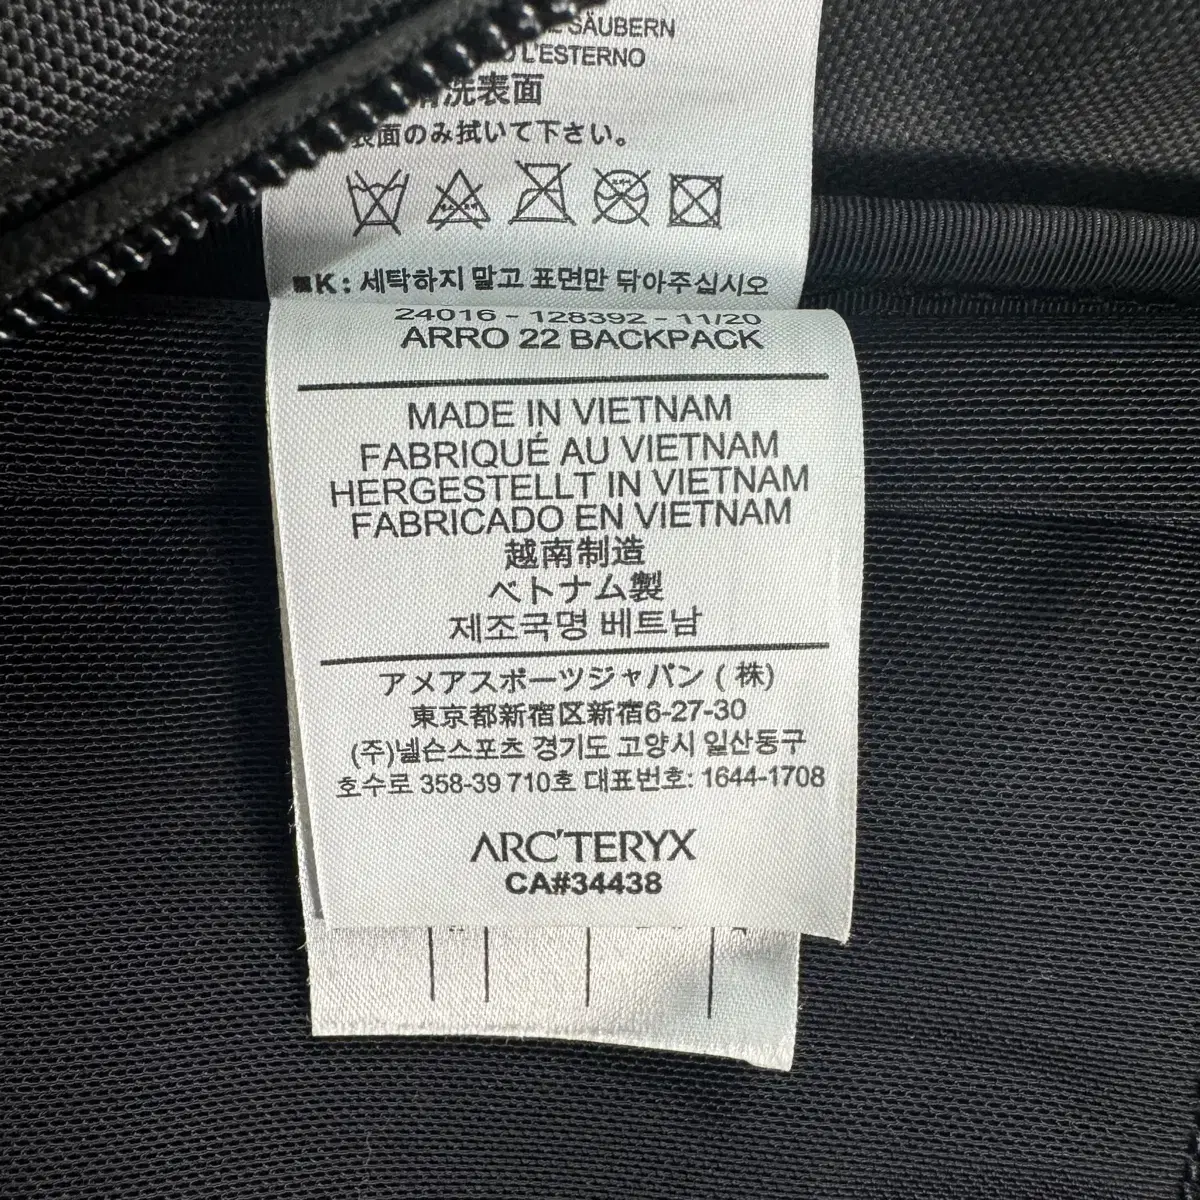 SÄUBERN
L'ESTERNO
洗表面
表面のみ拭いて下さい。
K: 세탁하지 말고 표면만 닦아주십시오
24016 - 128392 - 11/20
ARRO 22 BACKPACK
MADE IN VIETNAM
FABRIQUÉ AU VIETNAM
HERGESTELLT IN VIETNAM
FABRICADO EN VIETNAM
越南制造
ベトナム製
제조국명 베트남
アメアスポーツジャパン ( 株)
東京都新宿区新宿6-27-30
(주)넬슨스포츠 경기도 고양시 일산동구
호수로 358-39 710호 대표번호: 1644-1708
ARC'TERYX
CA#34438